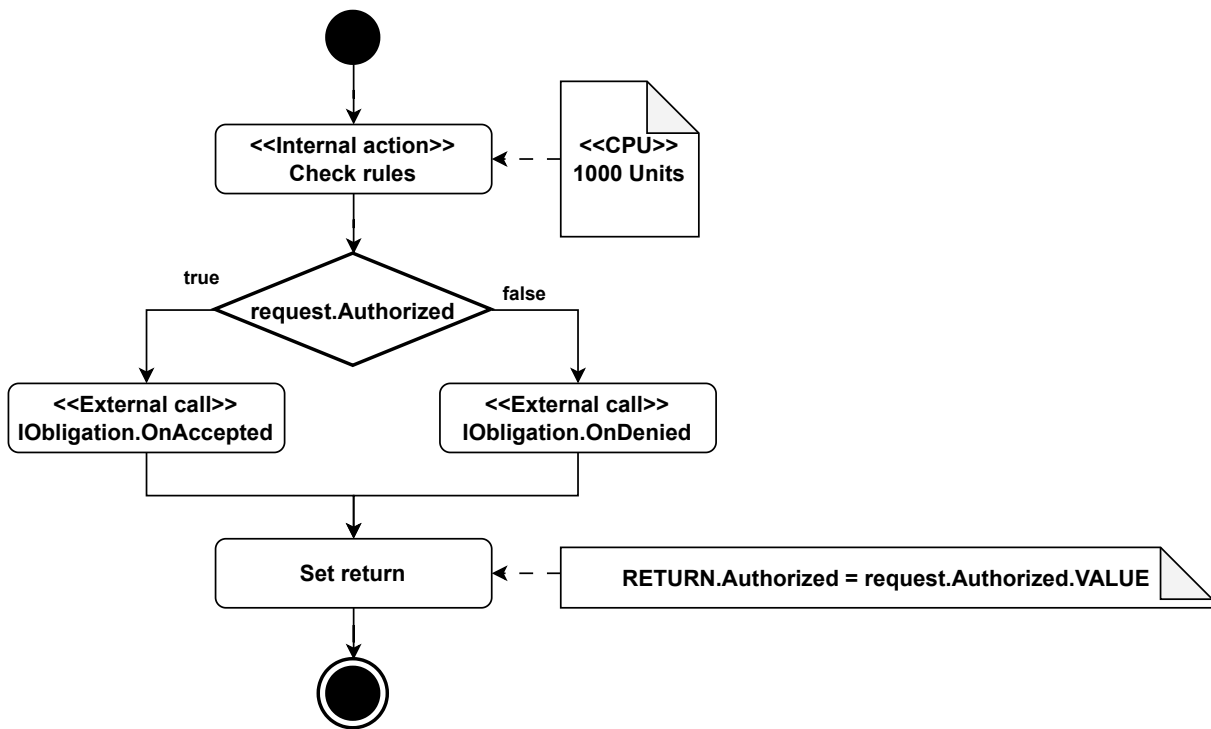 <<Internal action>>
Check rules
<<CPU>>
1000 Units
true
request.Authorized
false
<<External call>>
IObligation.OnAccepted
<<External call>>
IObligation.OnDenied
Set return
RETURN.Authorized = request.Authorized.VALUE